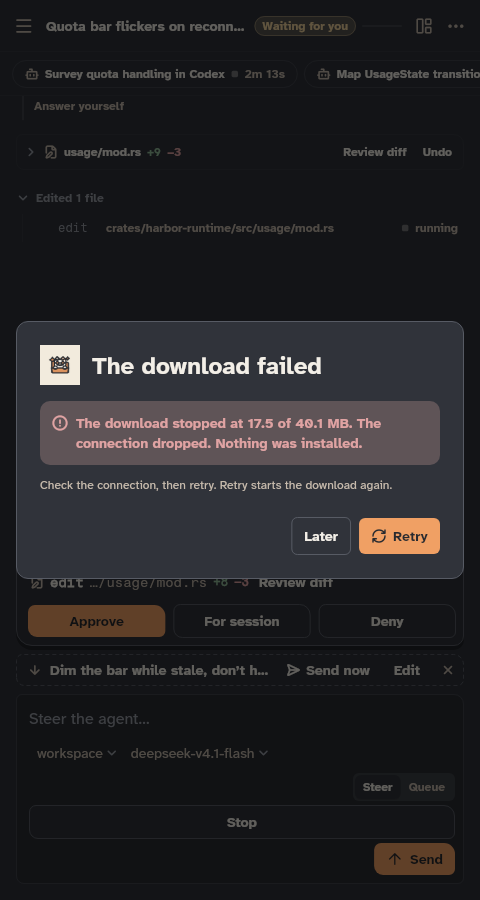 Quota bar flickers on reconn… Waiting for you
Survey quota handling in Codex 2m 13s Map UsageState transitio
Answer yourself
usage/mod.rs +9 −3 Review diff Undo
Edited 1 file
edit crates/harbor-runtime/src/usage/mod.rs running
The download failed
The download stopped at 17.5 of 40.1 MB. The
connection dropped. Nothing was installed.
Check the connection, then retry. Retry starts the download again.
Later Retry
edit …/usage/mod.rs +8 −3 Review diff
Approve For session Deny
Dim the bar while stale, don't h… Send now Edit
Steer the agent…
workspace deepseek-v4.1-flash
Steer Queue
Stop
Send